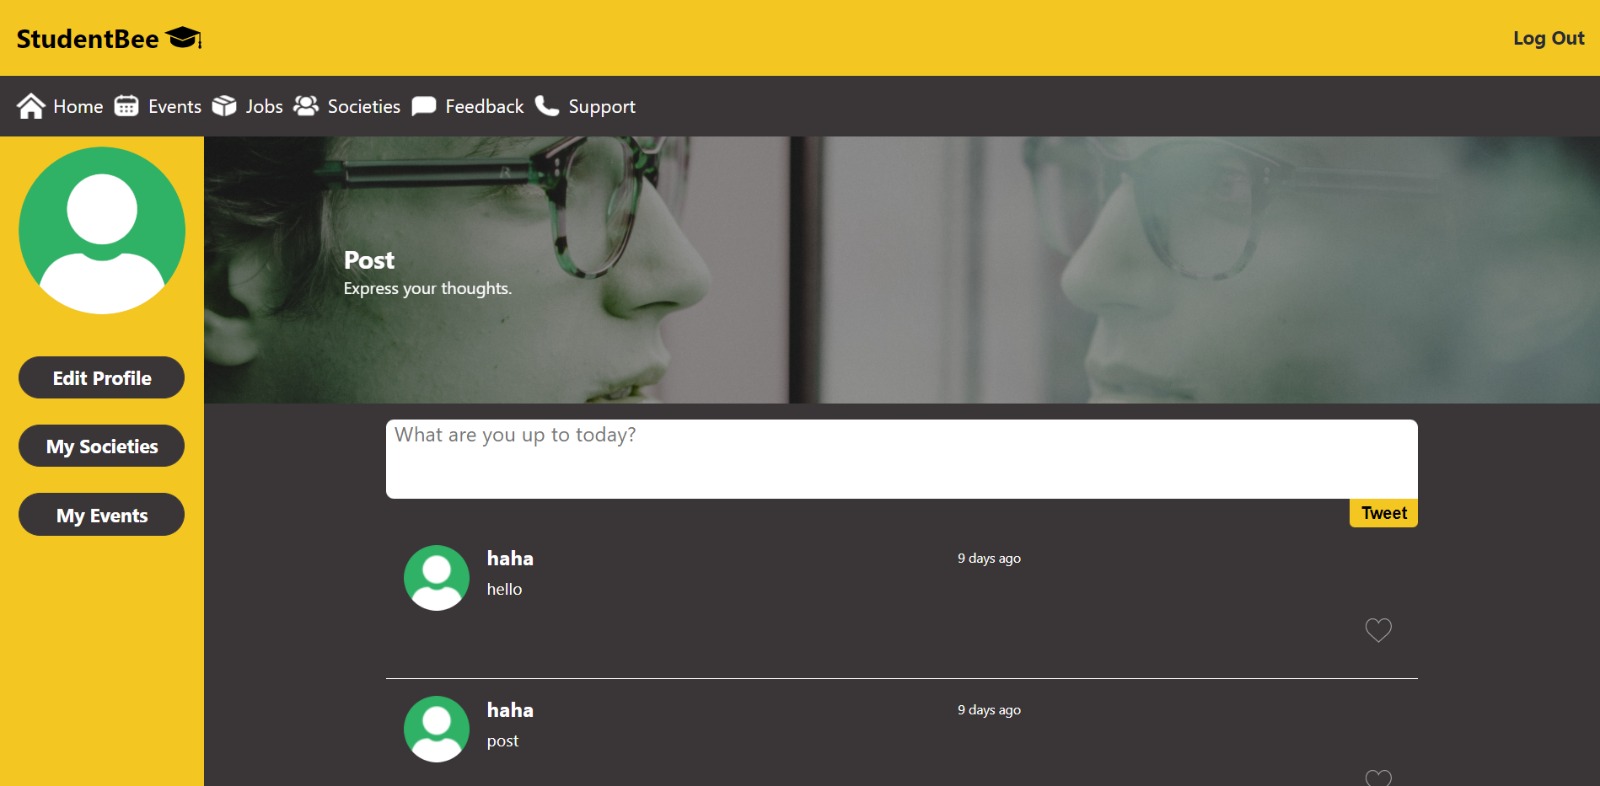 StudentBee
Log Out
Home Events Jobs Societies Feedback Support
Post
Express your thoughts.
Edit Profile
My Societies
My Events
What are you up to today?
Tweet
haha 9 days ago
hello
haha 9 days ago
post